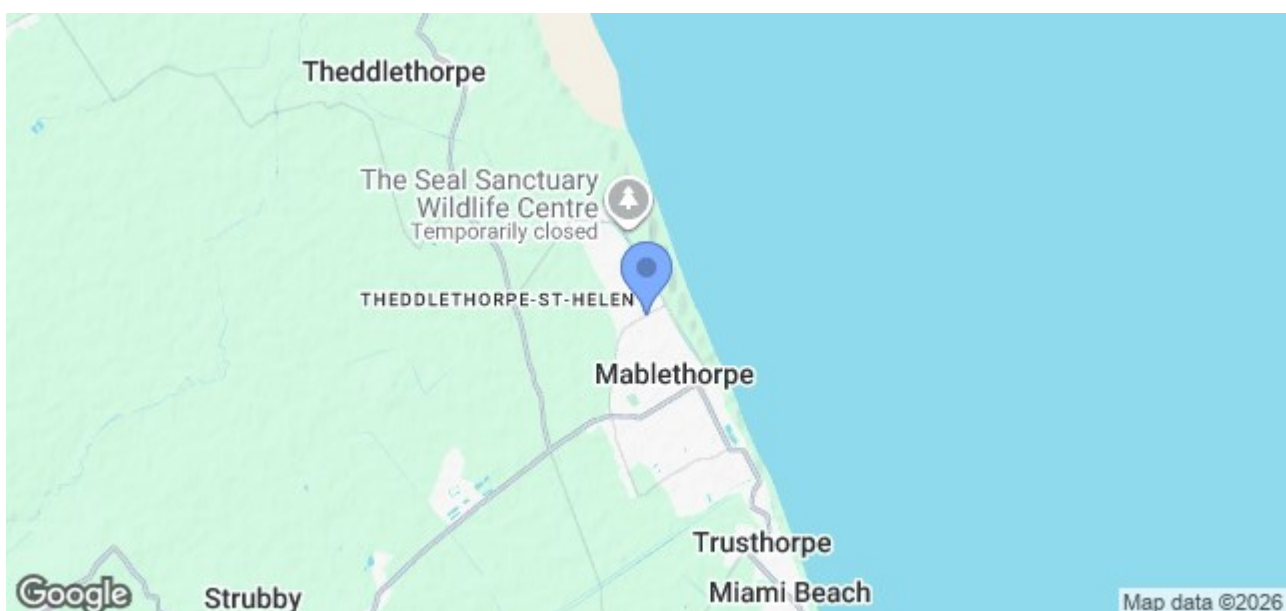 Theddlethorpe
The Seal Sanctuary
Wildlife Centre
Temporarily closed
THEDDLETHORPE-ST-HELEN
Mablethorpe
Trusthorpe
Miami Beach
Strubby
Google
Map data ©2026